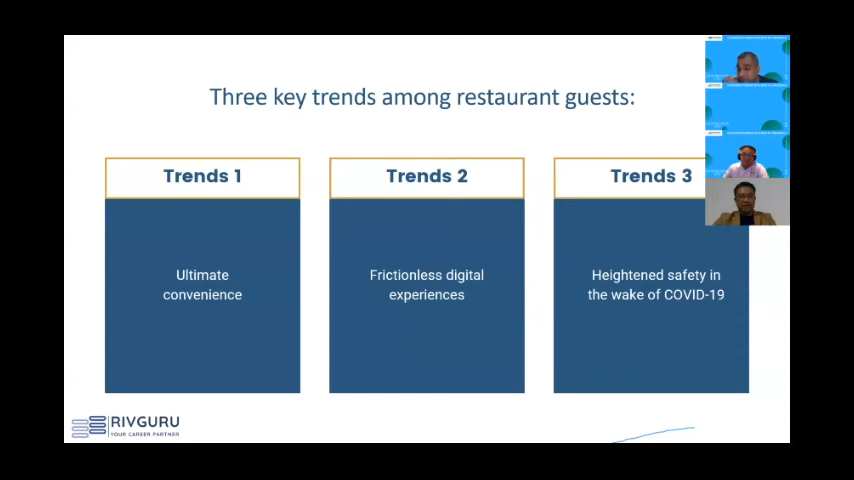 Three key trends among restaurant guests:
Trends 1
Ultimate
convenience
Trends 2
Frictionless digital
experiences
Trends 3
Heightened safety in
the wake of COVID-19
RIVGURU
YOUR CAREER PARTNER